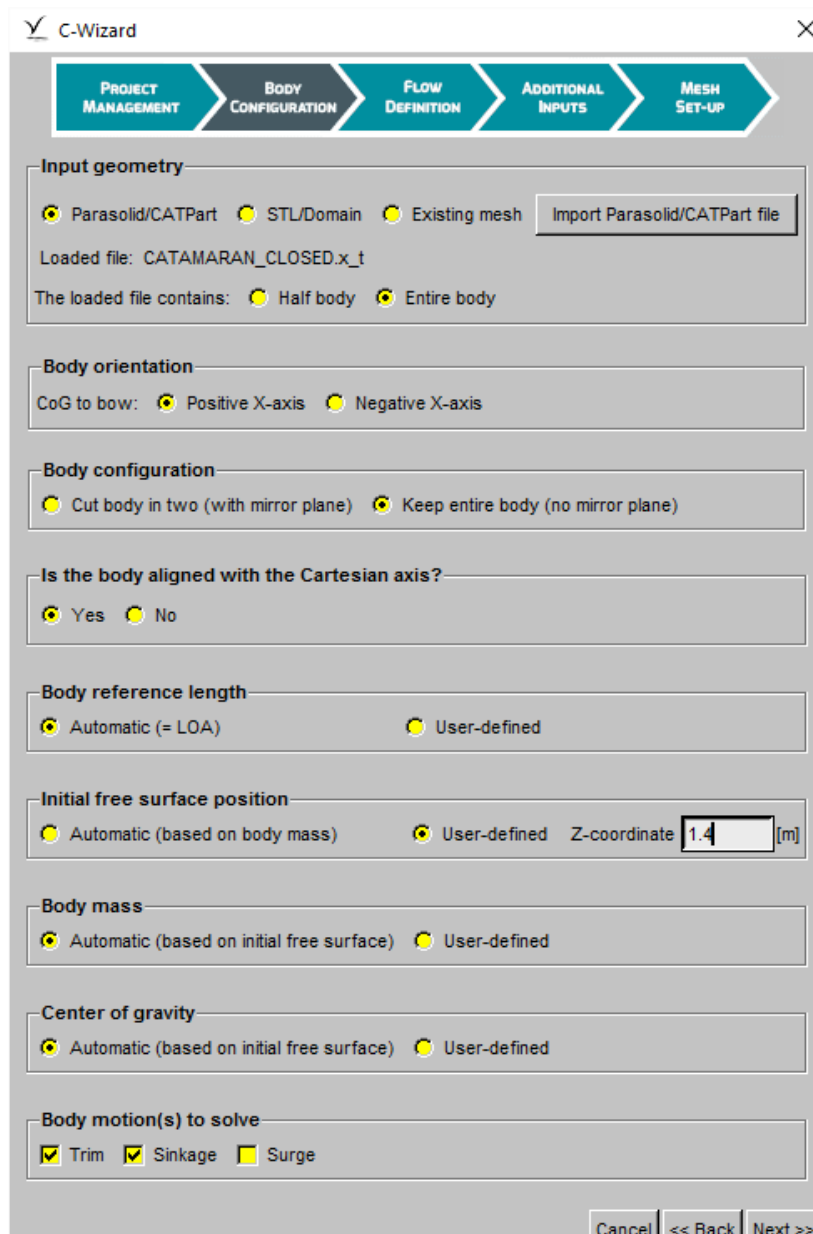 C-Wizard
PROJECT MANAGEMENT
BODY CONFIGURATION
FLOW DEFINITION
ADDITIONAL INPUTS
MESH SET-UP
Input geometry
Parasolid/CATPart STL/Domain Existing mesh Import Parasolid/CATPart file
Loaded file: CATAMARAN_CLOSED.x_t
The loaded file contains: Half body Entire body
Body orientation
CoG to bow: Positive X-axis Negative X-axis
Body configuration
Cut body in two (with mirror plane) Keep entire body (no mirror plane)
Is the body aligned with the Cartesian axis?
Yes No
Body reference length
Automatic (= LOA) User-defined
Initial free surface position
Automatic (based on body mass) User-defined Z-coordinate 1.4 [m]
Body mass
Automatic (based on initial free surface) User-defined
Center of gravity
Automatic (based on initial free surface) User-defined
Body motion(s) to solve
Trim Sinkage Surge
Cancel << Back Next >>